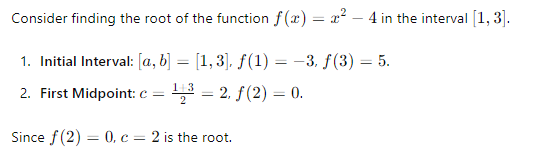 Consider finding the root of the function f(x) = x² − 4 in the interval [1, 3].
1. Initial Interval: [a, b] = [1, 3], f(1) = −3, f(3) = 5.
2. First Midpoint: c = (1+3)/2 = 2, f(2) = 0.
Since f(2) = 0, c = 2 is the root.